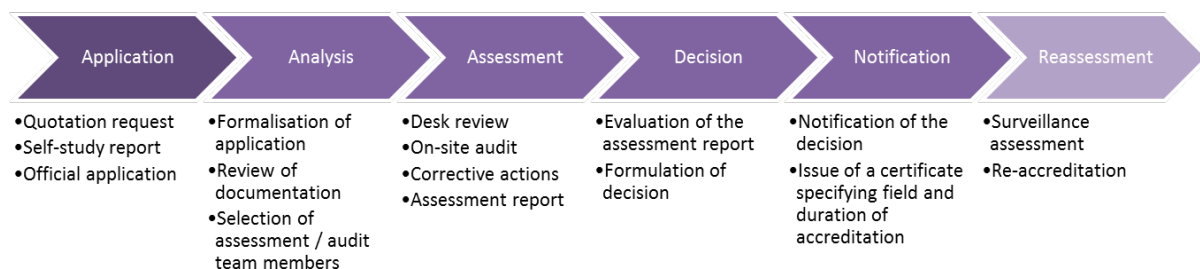 Application
Analysis
Assessment
Decision
Notification
Reassessment
•Quotation request
•Self-study report
•Official application
•Formalisation of
application
•Review of
documentation
•Selection of
assessment / audit
team members
•Desk review
•On-site audit
•Corrective actions
•Assessment report
•Evaluation of the
assessment report
•Formulation of
decision
•Notification of the
decision
•Issue of a certificate
specifying field and
duration of
accreditation
•Surveillance
assessment
•Re-accreditation